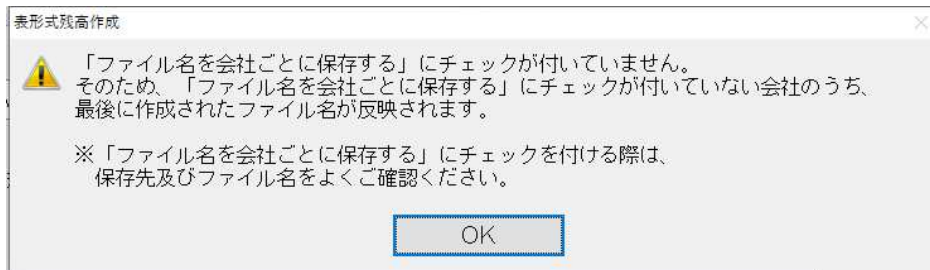 表形式残高作成
「ファイル名を会社ごとに保存する」にチェックが付いていません。
そのため、「ファイル名を会社ごとに保存する」にチェックが付いていない会社のうち、
最後に作成されたファイル名が反映されます。
※「ファイル名を会社ごとに保存する」にチェックを付ける際は、
保存先及びファイル名をよくご確認ください。
OK